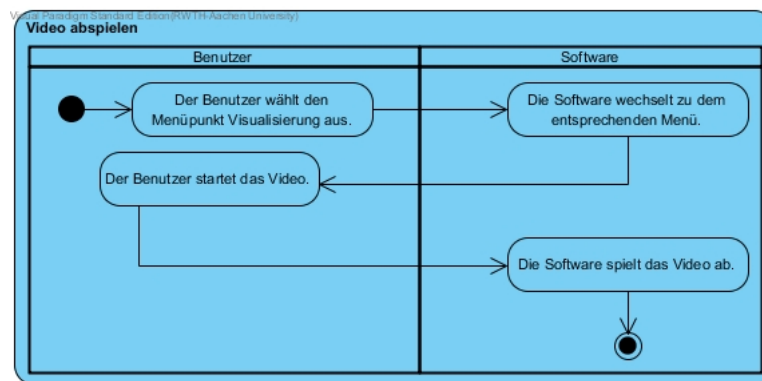 Visual Paradigm Standard Edition(RWTH-Aachen University)
Video abspielen
Benutzer
Software
Der Benutzer wählt den
Menüpunkt Visualisierung aus.
Die Software wechselt zu dem
entsprechenden Menü.
Der Benutzer startet das Video.
Die Software spielt das Video ab.